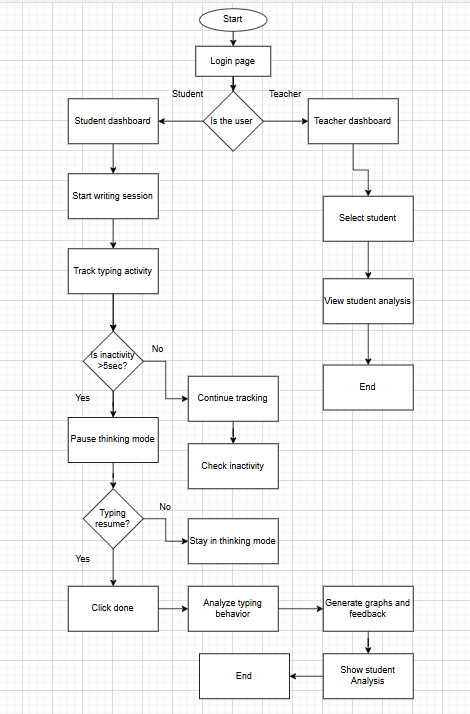 Start
Login page
Student
Teacher
Student dashboard
Is the user
Teacher dashboard
Start writing session
Select student
Track typing activity
View student analysis
Is inactivity
>5sec?
No
Yes
Continue tracking
End
Pause thinking mode
Check inactivity
Typing
resume?
No
Stay in thinking mode
Yes
Click done
Analyze typing
behavior
Generate graphs and
feedback
End
Show student
Analysis